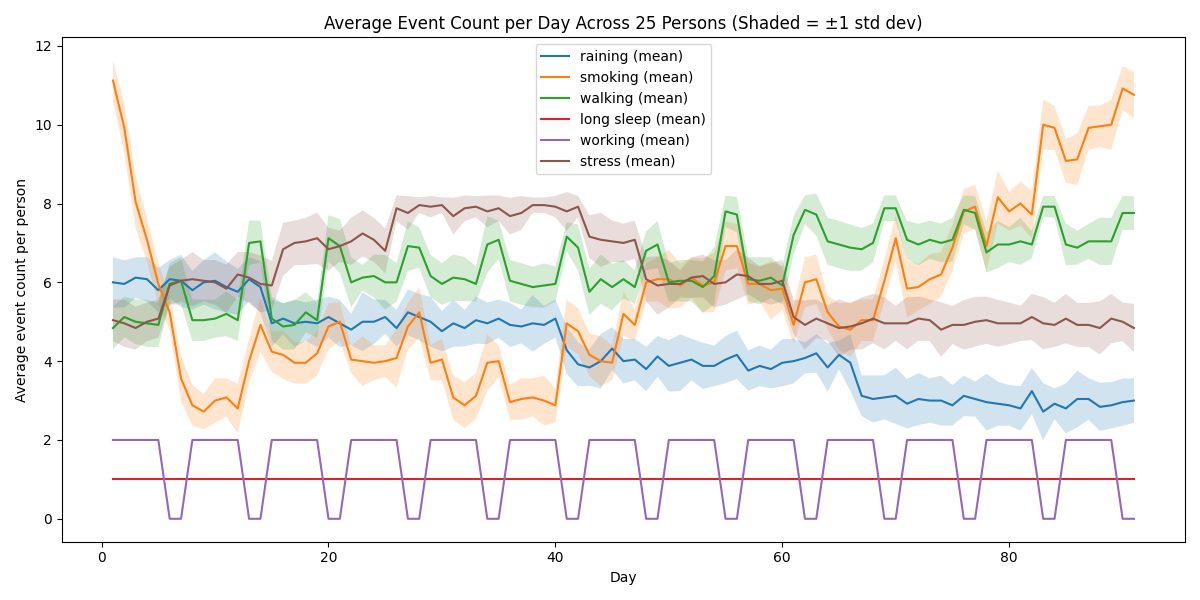 Average Event Count per Day Across 25 Persons (Shaded = ±1 std dev)
12
10
8
6
4
2
0
Average event count per person
raining (mean)
smoking (mean)
walking (mean)
long sleep (mean)
working (mean)
stress (mean)
0 20 40 60 80
Day